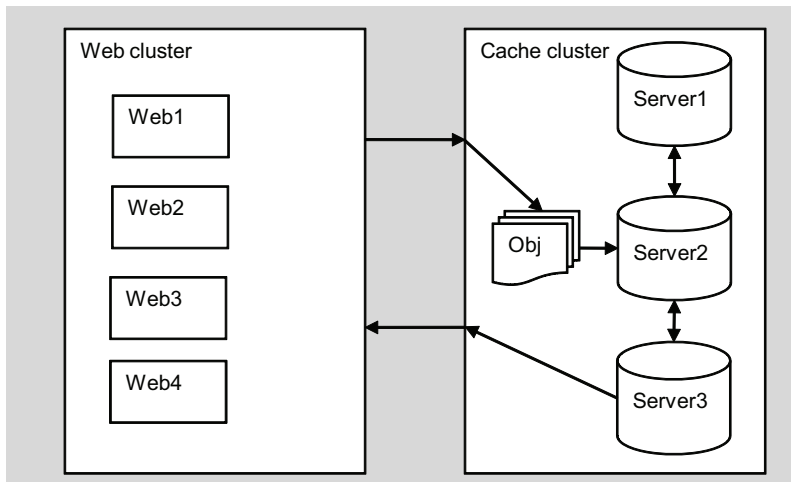 Web cluster
Web1
Web2
Web3
Web4
Cache cluster
Server1
Obj
Server2
Server3